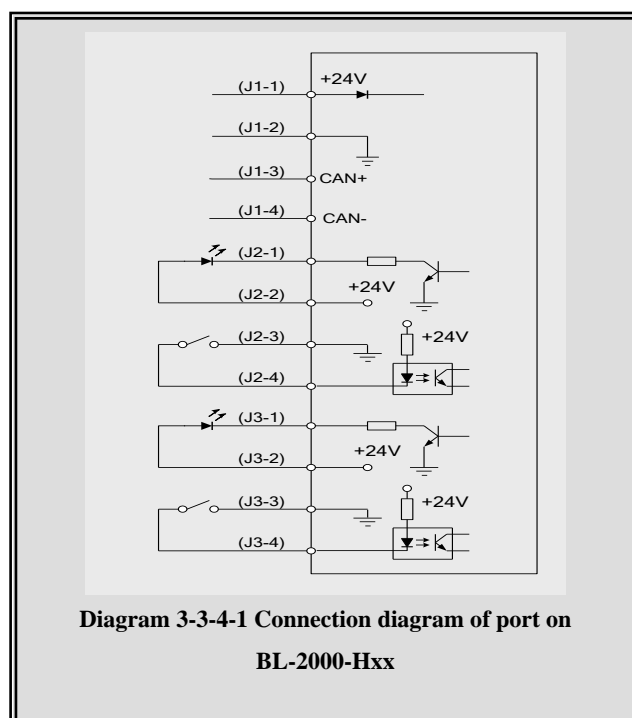 (J1-1) +24V
(J1-2)
(J1-3) CAN+
(J1-4) CAN-
(J2-1)
(J2-2) +24V
(J2-3) +24V
(J2-4)
(J3-1)
(J3-2) +24V
(J3-3) +24V
(J3-4)
Diagram 3-3-4-1 Connection diagram of port on
BL-2000-Hxx